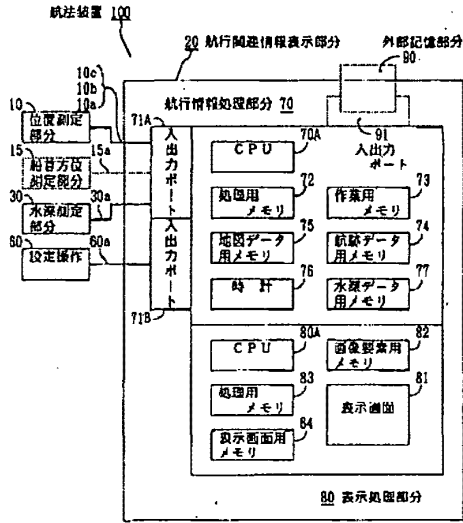 航法装置 100
20 航行関連情報表示部分
外部記憶部分
90
10c
10b
10a
航行情報処理部分 70
10
位置測定
部分
71A
入出力ポート
70A
CPU
91
入出力
ポート
15
船首方位
測定部分
15a
72
処理用
メモリ
73
作業用
メモリ
30
水深測定
部分
30a
75
地図データ
用メモリ
74
航跡データ
用メモリ
60
設定操作
60a
入出力ポート
71B
76
時計
77
水深データ
用メモリ
80A
CPU
82
画像要素用
メモリ
83
処理用
メモリ
81
表示画面
84
表示画面用
メモリ
80 表示処理部分